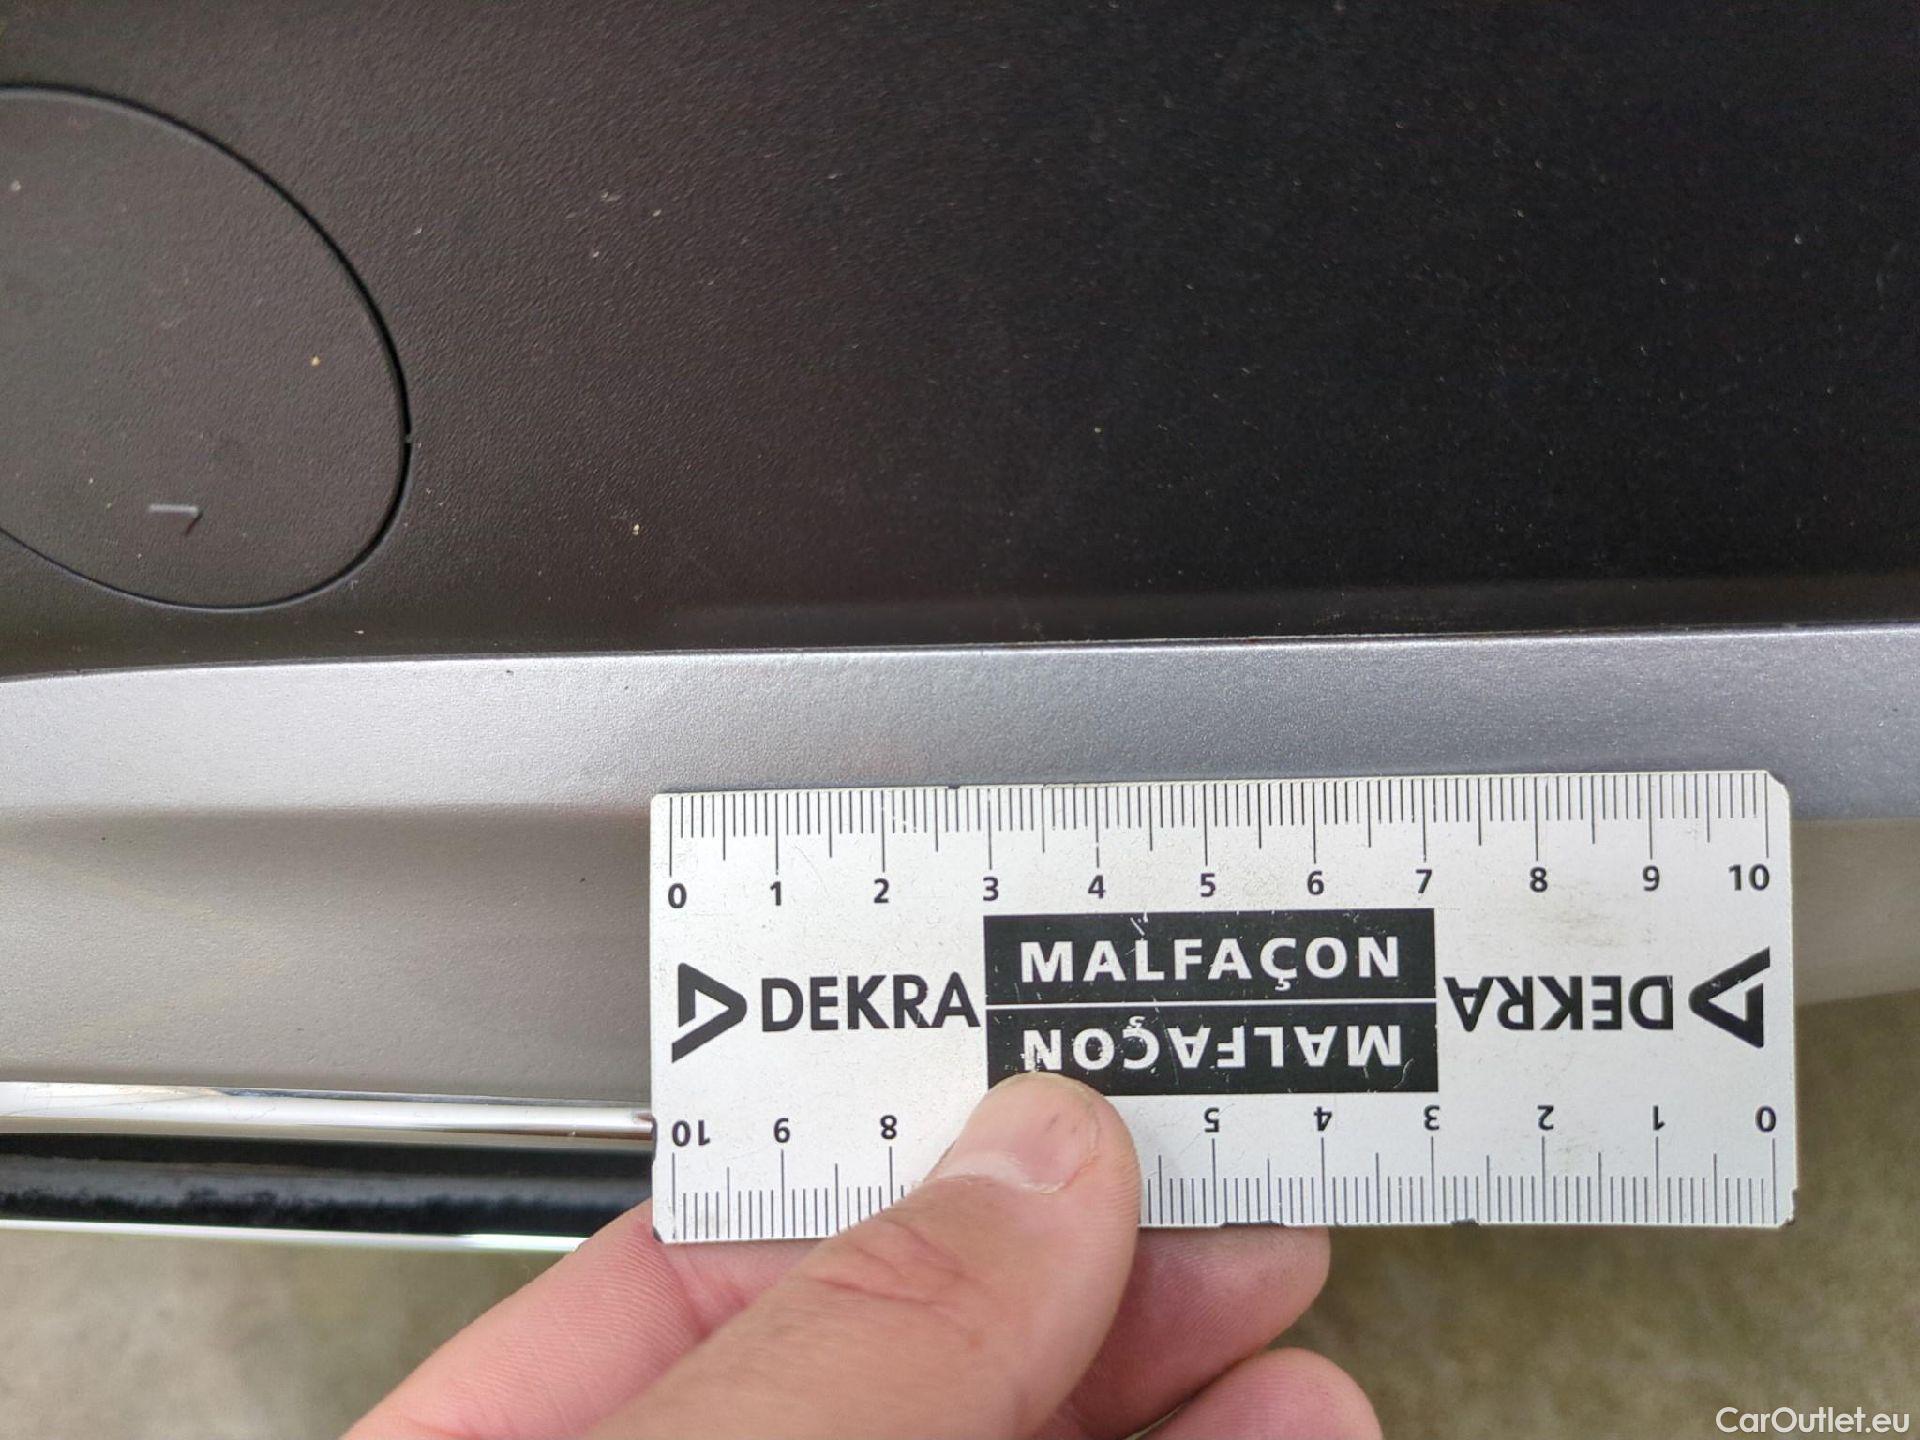 0 1 2 3 4 5 6 7 8 9 10
DEKRA MALFAÇON DEKRA
MALFAÇON
10 9 8 5 4 3 2 1 0
CarOutlet.eu